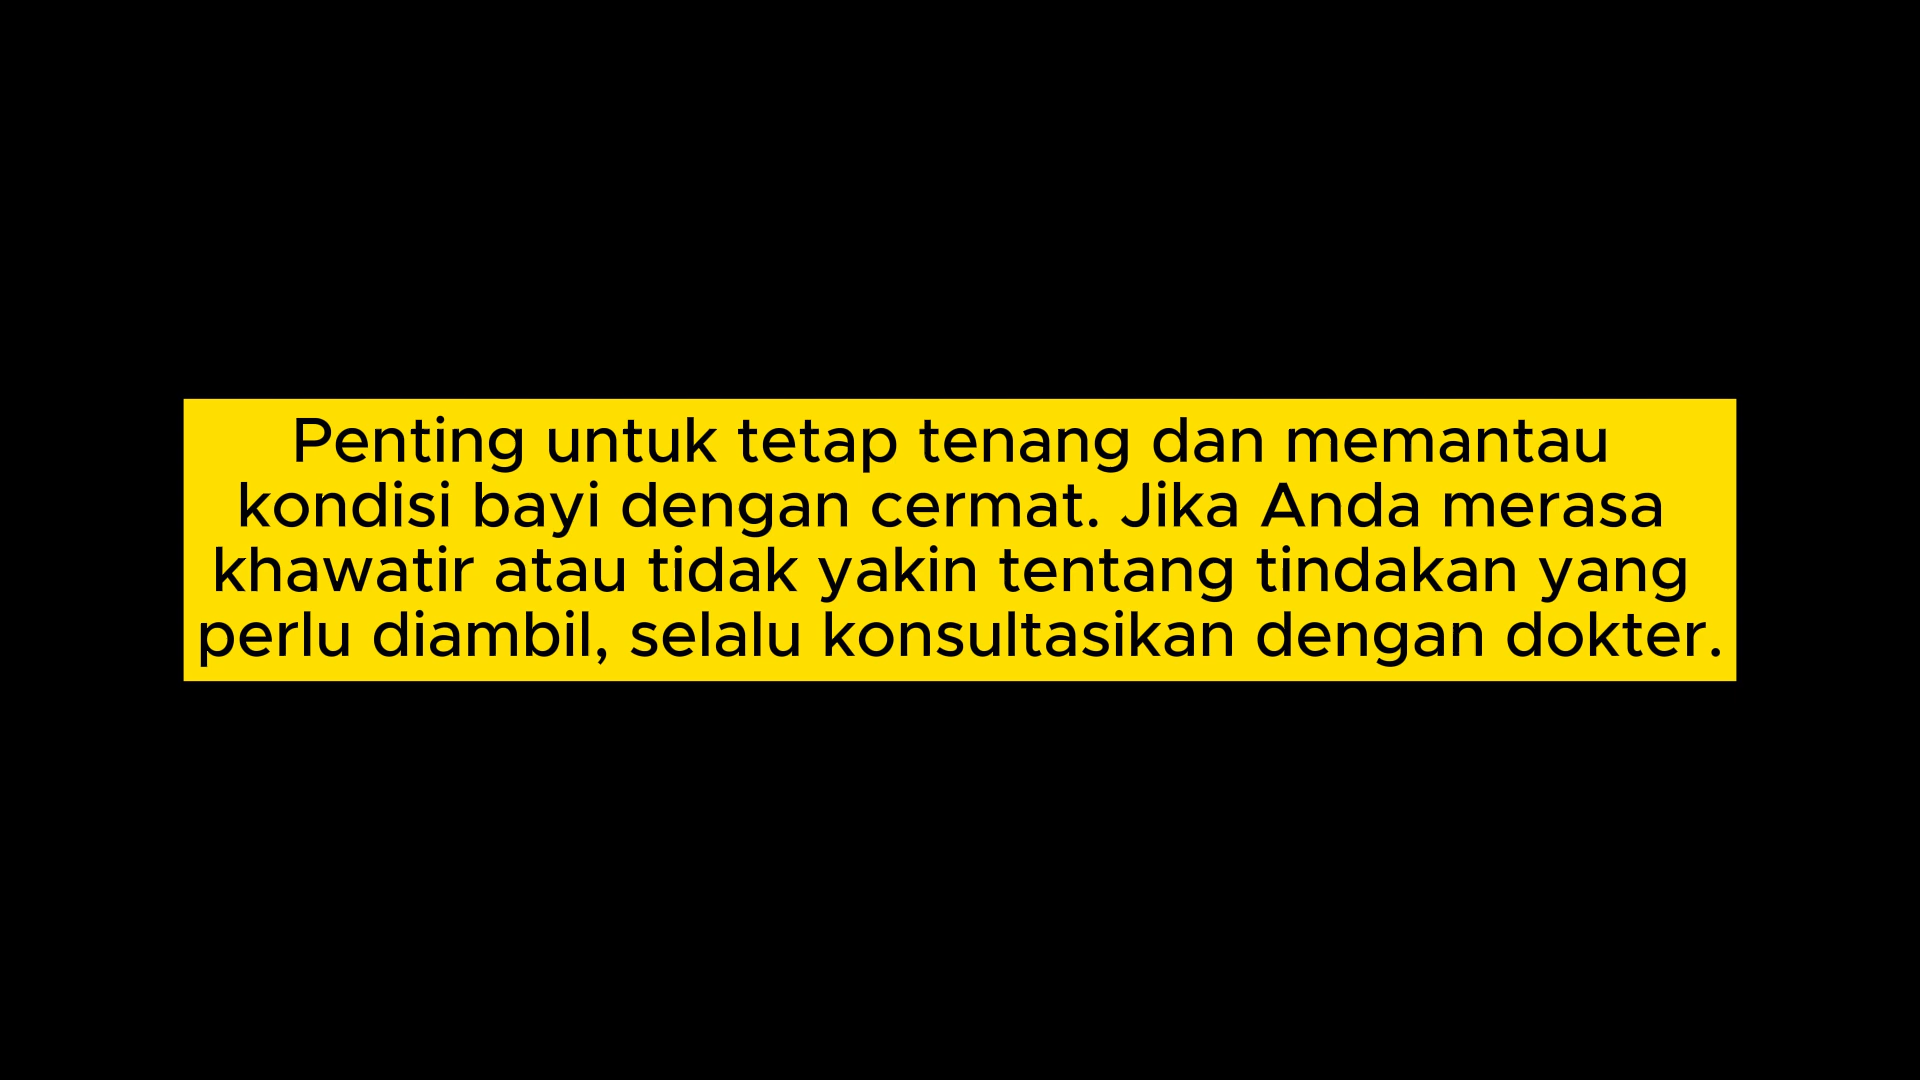 Penting untuk tetap tenang dan memantau
kondisi bayi dengan cermat. Jika Anda merasa
khawatir atau tidak yakin tentang tindakan yang
perlu diambil, selalu konsultasikan dengan dokter.